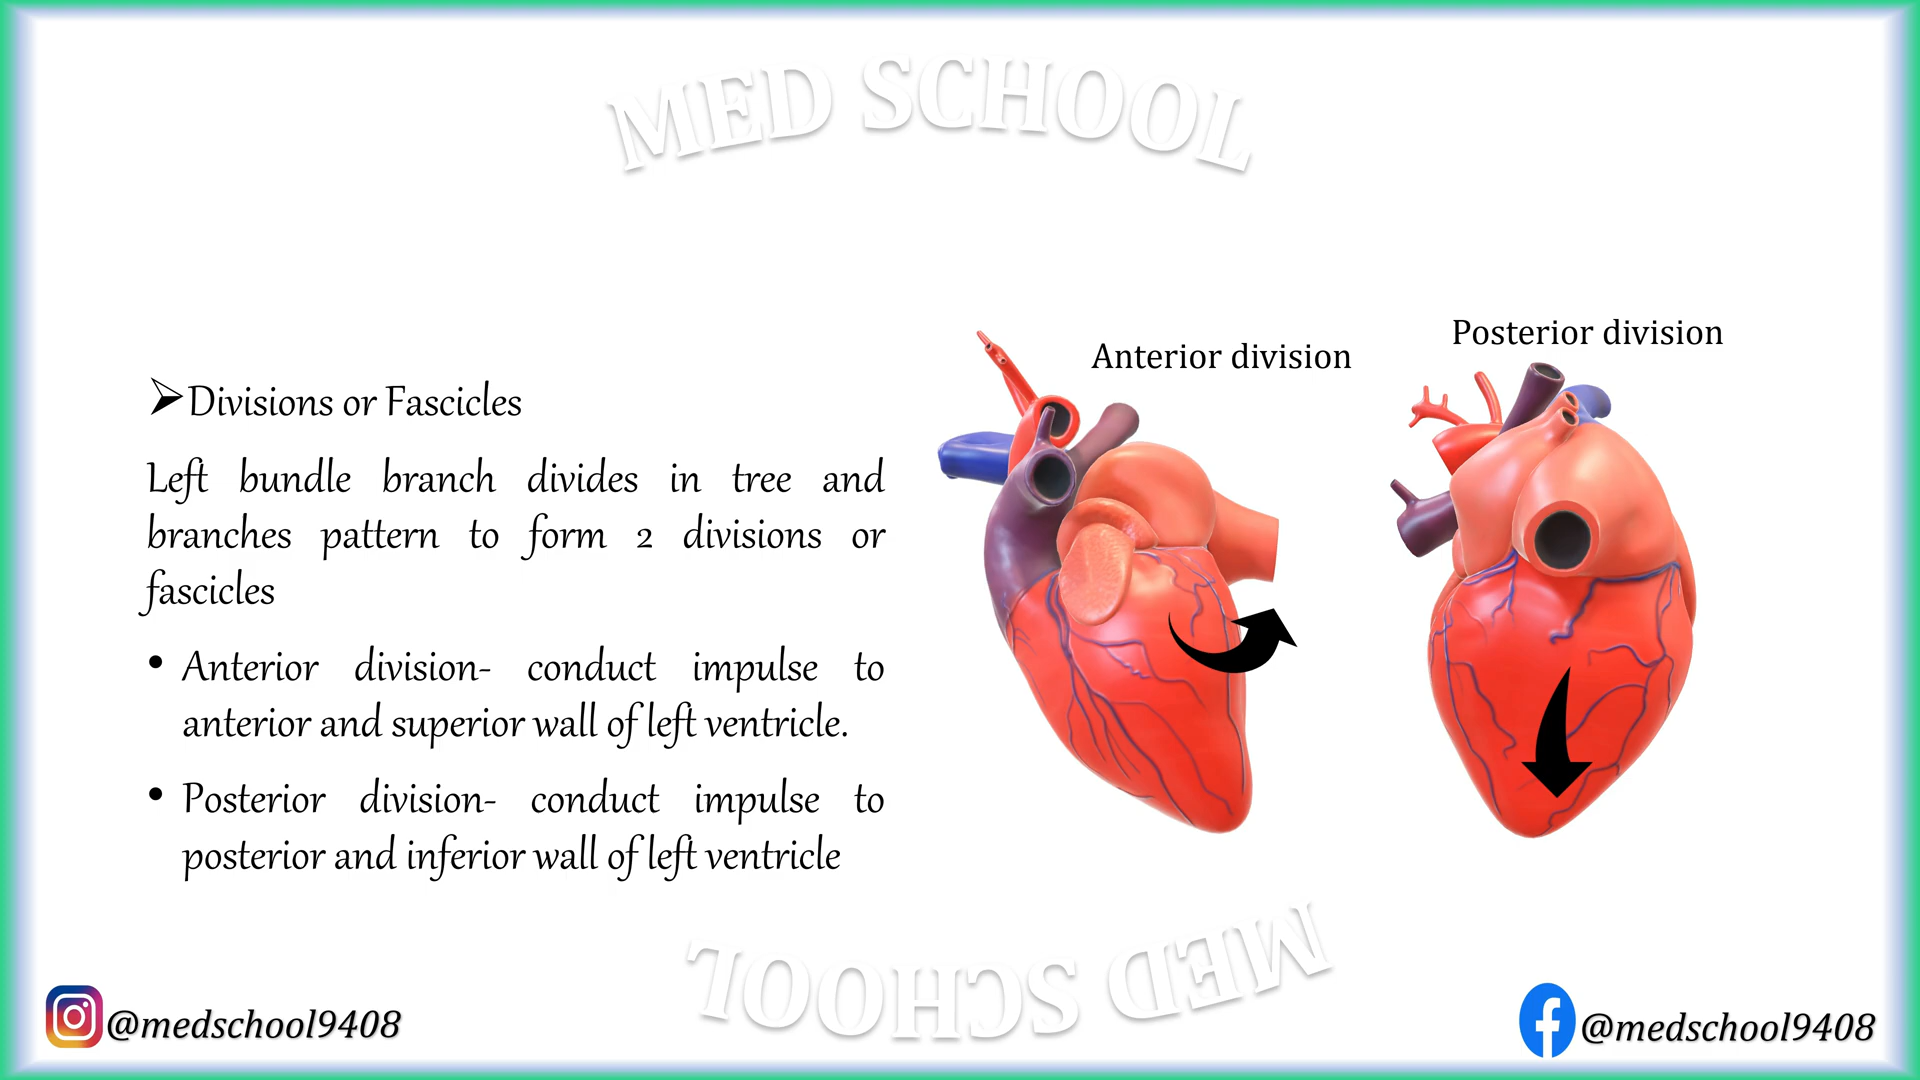 MED SCHOOL
Anterior division
Posterior division
➢Divisions or Fascicles
Left bundle branch divides in tree and
branches pattern to form 2 divisions or
fascicles
• Anterior division- conduct impulse to
anterior and superior wall of left ventricle.
• Posterior division- conduct impulse to
posterior and inferior wall of left ventricle
MED SCHOOL
@medschool9408
@medschool9408